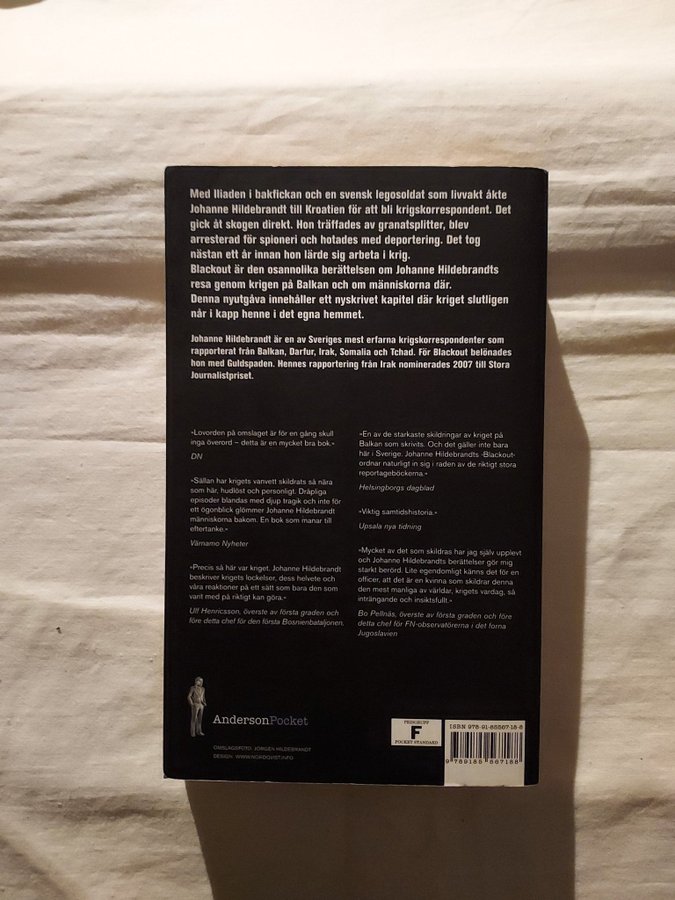 Med Iliaden i bakfickan och en svensk legosoldat som livvakt åkte
Johanne Hildebrandt till Kroatien för att bli krigskorrespondent. Det
gick åt skogen direkt. Hon träffades av granatsplitter, blev
arresterad för spioneri och hotades med deportering. Det tog
nästan ett år innan hon lärde sig arbeta i krig.
Blackout är den osannolika berättelsen om Johanne Hildebrandts
resa genom krigen på Balkan och om människorna där.
Denna nyutgåva innehåller ett nyskrivet kapitel där kriget slutligen
når i kapp henne i det egna hemmet.
Johanne Hildebrandt är en av Sveriges mest erfarna krigskorrespondenter som
rapporterat från Balkan, Darfur, Irak, Somalia och Tchad. För Blackout belönades
hon med Guldspaden. Hennes rapportering från Irak nominerades 2007 till Stora
Journalistpriset.
»Lovorden på omslaget är för en gång skull
inga överord – detta är en mycket bra bok.»
DN
»Sällan har krigets vanvett skildrats så nära
som här, hudlöst och personligt. Dråpliga
episoder blandas med djup tragik och inte för
ett ögonblick glömmer Johanne Hildebrandt
människorna bakom. En bok som manar till
eftertanke.»
Värnamo Nyheter
»Precis så här var kriget. Johanne Hildebrandt
beskriver krigets lockelser, dess helvete och
våra reaktioner på ett sätt som bara den som
varit med på riktigt kan göra.»
Ulf Henricsson, överste av första graden och
före detta chef för den första Bosnienbataljonen.
»En av de starkaste skildringar av kriget på
Balkan som skrivits. Och det gäller inte bara
här i Sverige. Johanne Hildebrandts ›Blackout›
ordnar naturligt in sig i raden av de riktigt stora
reportageböckerna.»
Helsingborgs dagblad
»Viktig samtidshistoria.»
Upsala nya tidning
»Mycket av det som skildras har jag själv upplevt
och Johanne Hildebrandts berättelser gör mig
starkt berörd. Lite egendomligt känns det för en
officer, att det är en kvinna som skildrar denna
den mest manliga av världar, krigets vardag, så
inträngande och insiktsfullt.»
Bo Pellnäs, överste av första graden och före
detta chef för FN-observatörerna i det forna
Jugoslavien
AndersonPocket
OMSLAGSFOTO: JÖRGEN HILDEBRANDT
DESIGN: WWW.NORDQVIST.INFO
PRISGRUPP
F
POCKET STANDARD
ISBN 978-91-85567-18-8
9 789185 567188